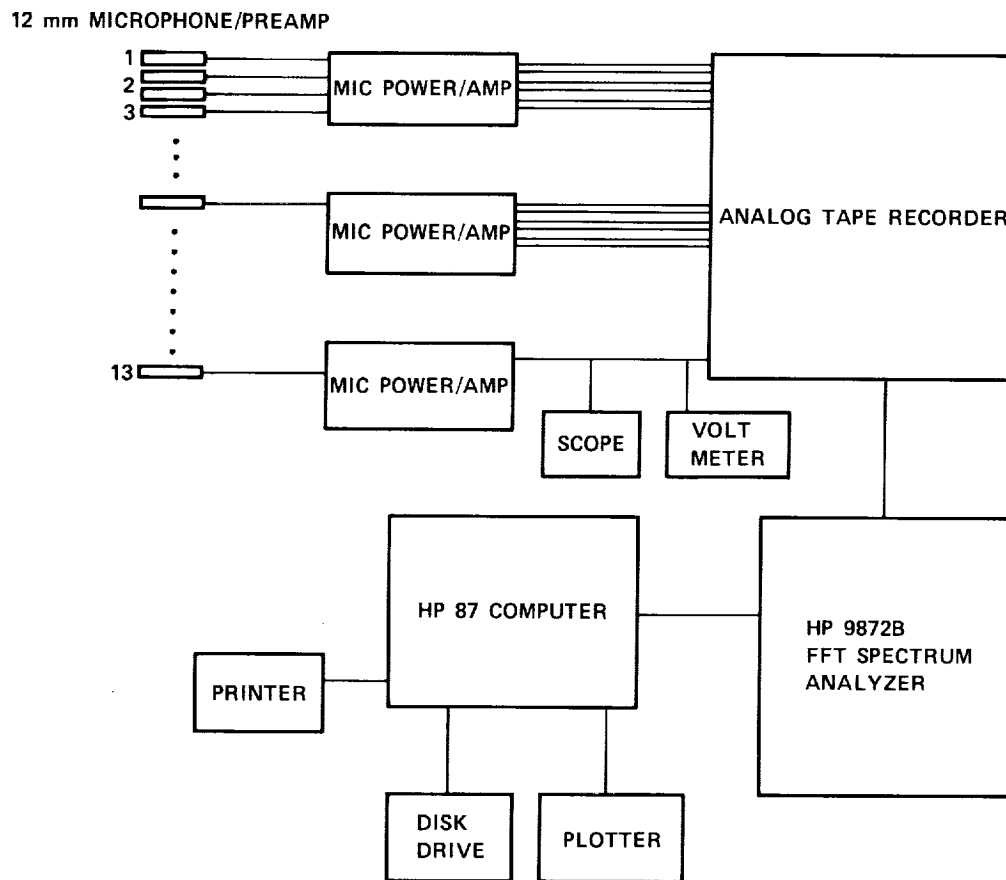 12 mm MICROPHONE/PREAMP
1
2
3
MIC POWER/AMP
MIC POWER/AMP
ANALOG TAPE RECORDER
13
MIC POWER/AMP
SCOPE
VOLT
METER
HP 87 COMPUTER
HP 9872B
FFT SPECTRUM
ANALYZER
PRINTER
DISK
DRIVE
PLOTTER